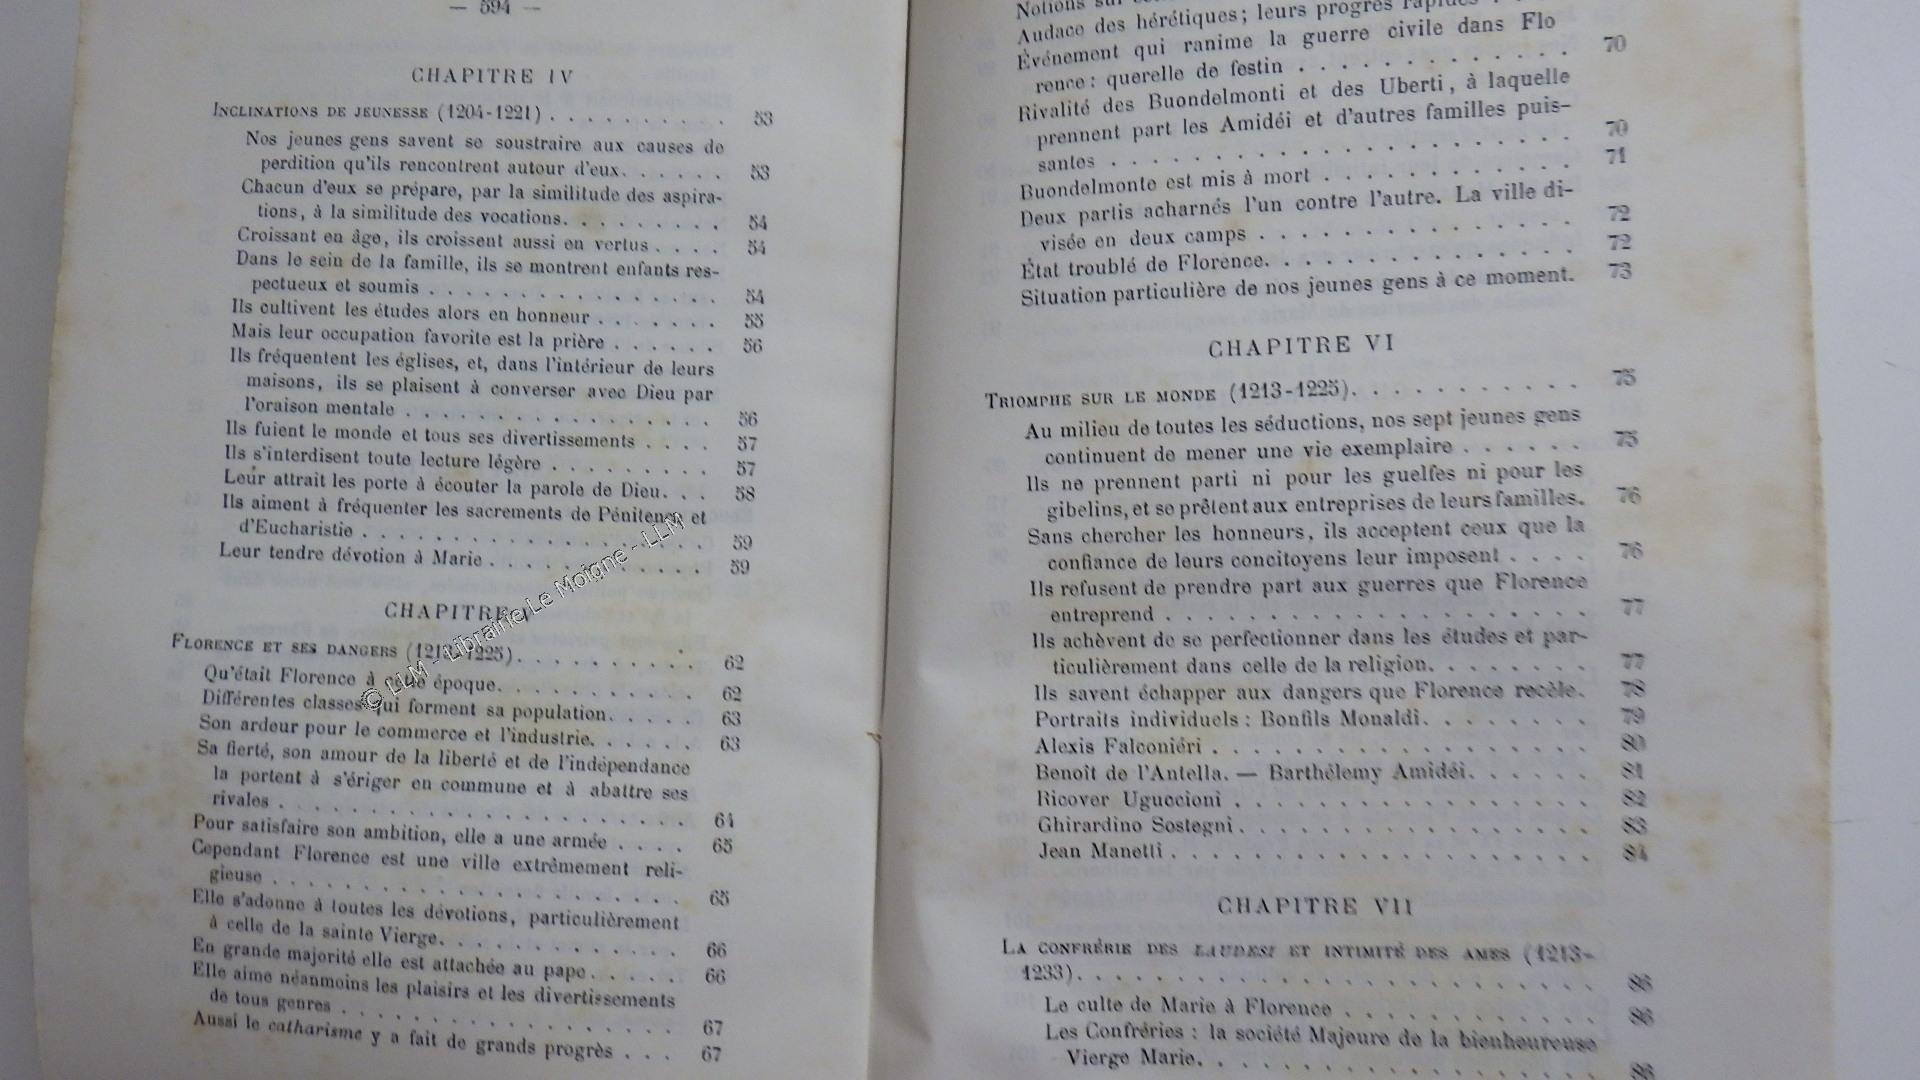 — 594 —
CHAPITRE IV
INCLINATIONS DE JEUNESSE (1204-1221) . . . . . . . . . 53
Nos jeunes gens savent se soustraire aux causes de
perdition qu'ils rencontrent autour d'eux. . . . . . 53
Chacun d'eux se prépare, par la similitude des aspira-
tions, à la similitude des vocations. . . . . . . . 54
Croissant en âge, ils croissent aussi en vertus . . . . 54
Dans le sein de la famille, ils se montrent enfants res-
pectueux et soumis . . . . . . . . . . . . . 54
Ils cultivent les études alors en honneur . . . . . . . 55
Mais leur occupation favorite est la prière . . . . . . 56
Ils fréquentent les églises, et, dans l'intérieur de leurs
maisons, ils se plaisent à converser avec Dieu par
l'oraison mentale . . . . . . . . . . . . . . 56
Ils fuient le monde et tous ses divertissements . . . . 57
Ils s'interdisent toute lecture légère . . . . . . . . . 57
Leur attrait les porte à écouter la parole de Dieu. . . 58
Ils aiment à fréquenter les sacrements de Pénitence et
d'Eucharistie . . . . . . . . . . . . . . . . 59
Leur tendre dévotion à Marie . . . . . . . . . . . . 59
CHAPITRE
FLORENCE ET SES DANGERS (1213-1225). . . . . . . . . . 62
Qu'était Florence à cette époque. . . . . . . . . . . 62
Différentes classes qui forment sa population. . . . . 63
Son ardeur pour le commerce et l'industrie. . . . . . 63
Sa fierté, son amour de la liberté et de l'indépendance
la portent à s'ériger en commune et à abattre ses
rivales . . . . . . . . . . . . . . . . . . . 64
Pour satisfaire son ambition, elle a une armée . . . . 65
Cependant Florence est une ville extrêmement reli-
gieuse . . . . . . . . . . . . . . . . . . . 65
Elle s'adonne à toutes les dévotions, particulièrement
à celle de la sainte Vierge. . . . . . . . . . . . 66
En grande majorité elle est attachée au pape . . . . . 66
Elle aime néanmoins les plaisirs et les divertissements
de tous genres . . . . . . . . . . . . . . . . 67
Aussi le catharisme y a fait de grands progrès . . . 67
© LLM - Librairie Le Moigne - LLM
Notions sur
Audace des hérétiques; leurs progrès rapides
Événement qui ranime la guerre civile dans Flo
rence : querelle de festin . . . . . . . . . . . . 70
Rivalité des Buondelmonti et des Uberti, à laquelle
prennent part les Amidéi et d'autres familles puis-
santes . . . . . . . . . . . . . . . . . . . 70
Buondelmonte est mis à mort . . . . . . . . . . . . 71
Deux partis acharnés l'un contre l'autre. La ville di-
visée en deux camps . . . . . . . . . . . . . . 72
État troublé de Florence. . . . . . . . . . . . . . . 72
Situation particulière de nos jeunes gens à ce moment. 73
CHAPITRE VI
TRIOMPHE SUR LE MONDE (1213-1225). . . . . . . . . . . 75
Au milieu de toutes les séductions, nos sept jeunes gens
continuent de mener une vie exemplaire . . . . . . 75
Ils ne prennent parti ni pour les guelfes ni pour les
gibelins, et se prêtent aux entreprises de leurs familles. 76
Sans chercher les honneurs, ils acceptent ceux que la
confiance de leurs concitoyens leur imposent . . . . 76
Ils refusent de prendre part aux guerres que Florence
entreprend . . . . . . . . . . . . . . . . . 77
Ils achèvent de se perfectionner dans les études et par-
ticulièrement dans celle de la religion. . . . . . . . 77
Ils savent échapper aux dangers que Florence recèle. 78
Portraits individuels : Bonfils Monaldi. . . . . . . . 79
Alexis Falconiéri . . . . . . . . . . . . . . . . . . 80
Benoît de l'Antella. — Barthélemy Amidéi. . . . . . 81
Ricover Uguccioni . . . . . . . . . . . . . . . . . 82
Ghirardino Sostegni. . . . . . . . . . . . . . . . . 83
Jean Manetti . . . . . . . . . . . . . . . . . . . . 84
CHAPITRE VII
LA CONFRÉRIE DES LAUDESI ET INTIMITÉ DES AMES (1213-
1233). . . . . . . . . . . . . . . . . . . . . . . . 86
Le culte de Marie à Florence . . . . . . . . . . . . . 86
Les Confréries : la société Majeure de la bienheureuse
Vierge Marie. . . . . . . . . . . . . . . . . . 86